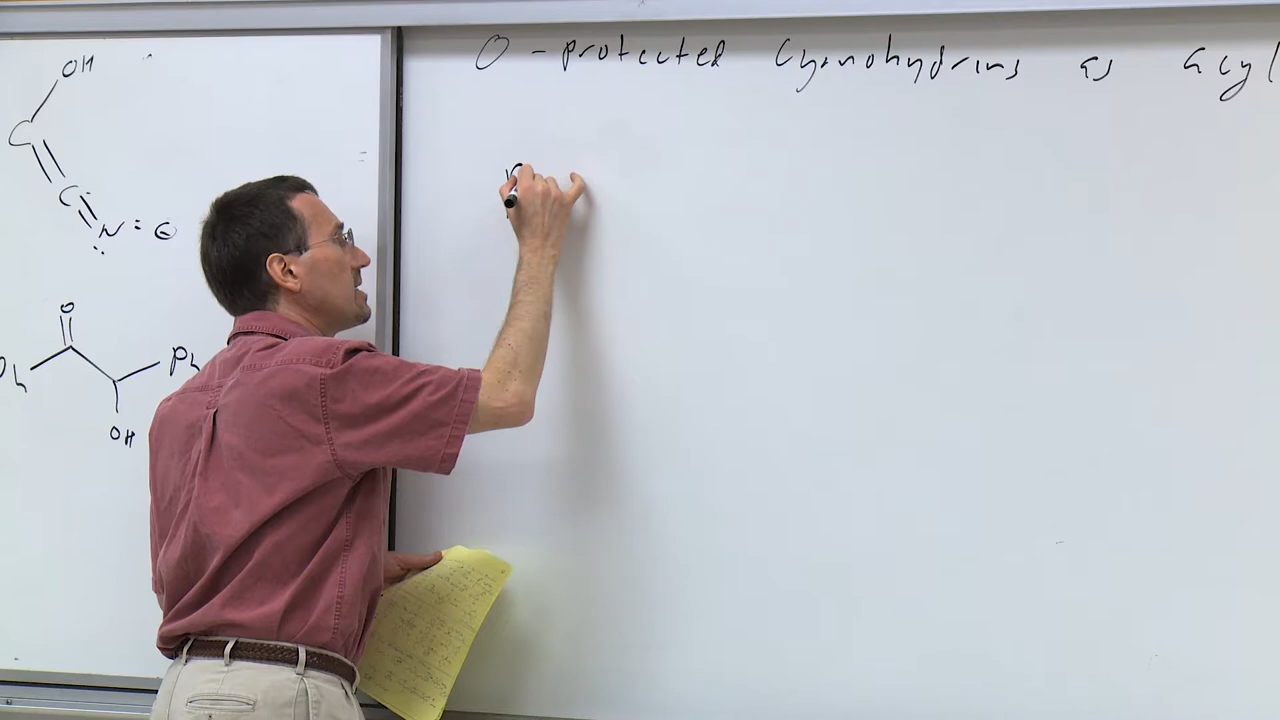 O - protected cyanohydrins as acyl
OH
C
C
N : ⊖
O
Ph Ph
OH